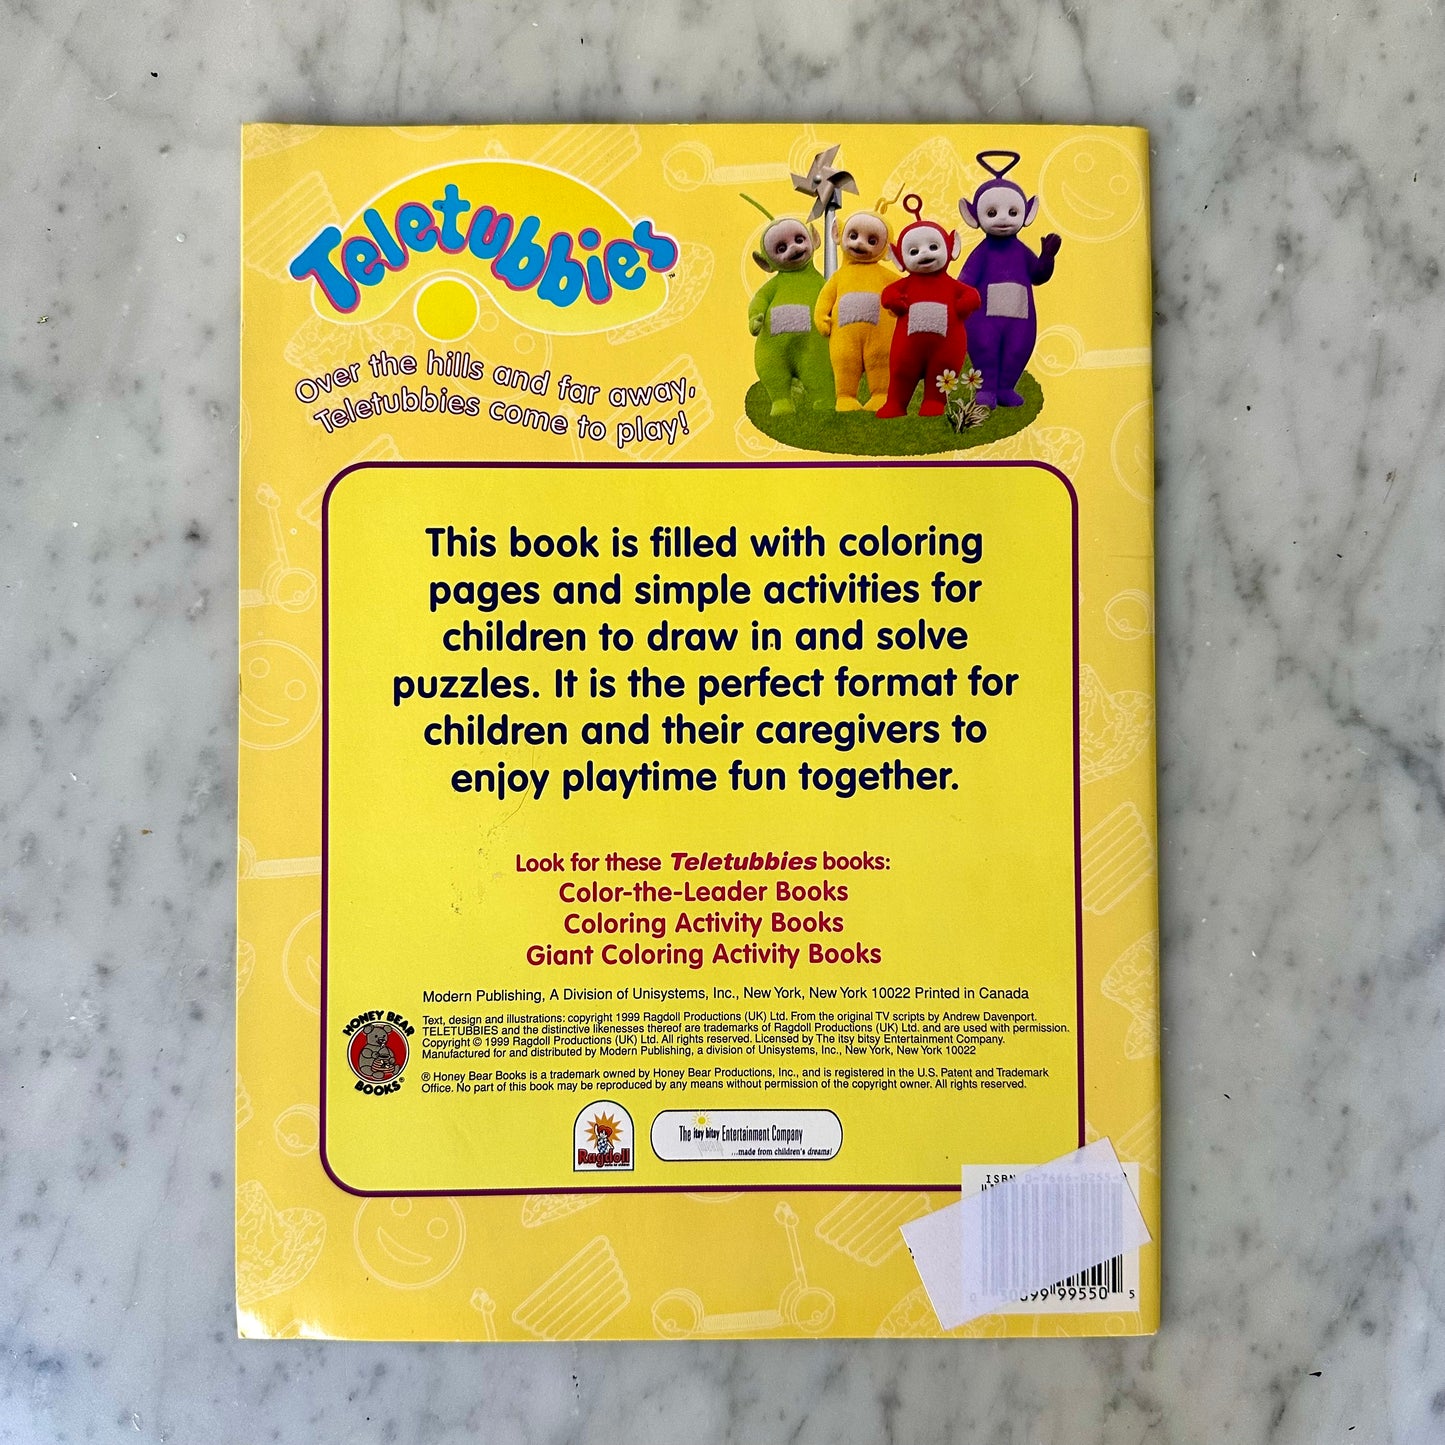 Teletubbies
TM
Over the hills and far away,
Teletubbies come to play!
This book is filled with coloring
pages and simple activities for
children to draw in and solve
puzzles. It is the perfect format for
children and their caregivers to
enjoy playtime fun together.
Look for these Teletubbies books:
Color-the-Leader Books
Coloring Activity Books
Giant Coloring Activity Books
Modern Publishing, A Division of Unisystems, Inc., New York, New York 10022 Printed in Canada
Text, design and illustrations: copyright 1999 Ragdoll Productions (UK) Ltd. From the original TV scripts by Andrew Davenport.
TELETUBBIES and the distinctive likenesses thereof are trademarks of Ragdoll Productions (UK) Ltd. and are used with permission.
Copyright © 1999 Ragdoll Productions (UK) Ltd. All rights reserved. Licensed by The itsy bitsy Entertainment Company.
Manufactured for and distributed by Modern Publishing, a division of Unisystems, Inc., New York, New York 10022
® Honey Bear Books is a trademark owned by Honey Bear Productions, Inc., and is registered in the U.S. Patent and Trademark
Office. No part of this book may be reproduced by any means without permission of the copyright owner. All rights reserved.
HONEY BEAR
BOOKS®
Ragdoll
The itsy bitsy Entertainment Company
...made from children's dreams!
ISBN 0-7666-0255-
99550 5